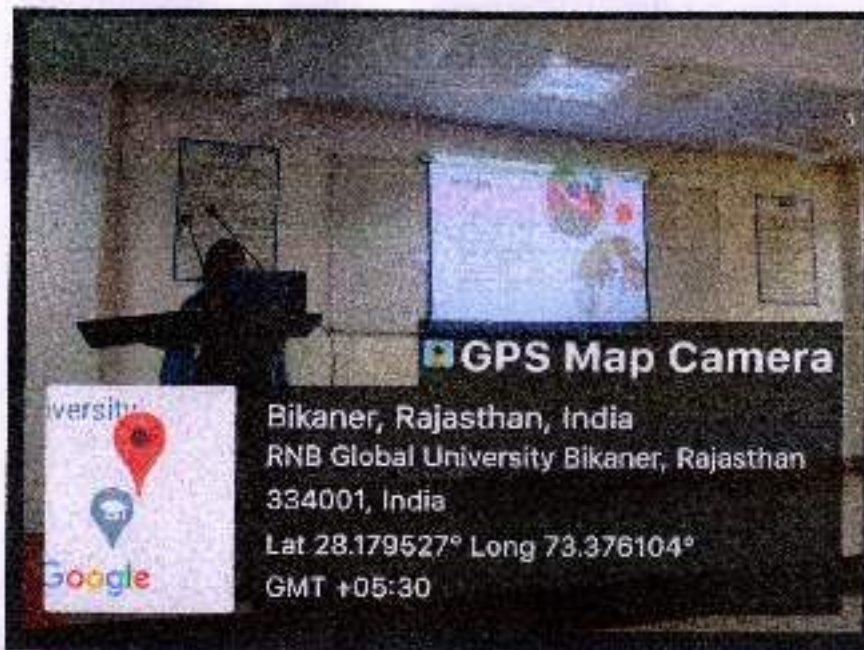 GPS Map Camera
versity
Google
Bikaner, Rajasthan, India
RNB Global University Bikaner, Rajasthan
334001, India
Lat 28.179527° Long 73.376104°
GMT +05:30